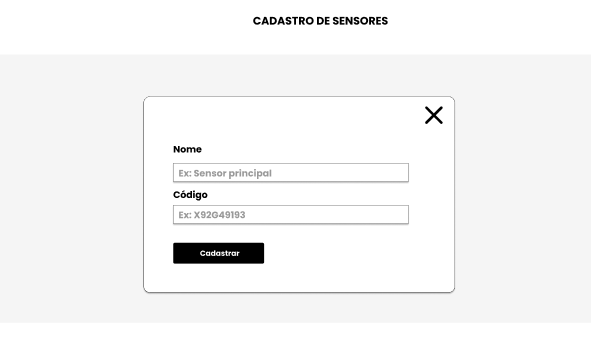 CADASTRO DE SENSORES
Nome
Ex: Sensor principal
Código
Ex: X92G49193
Cadastrar